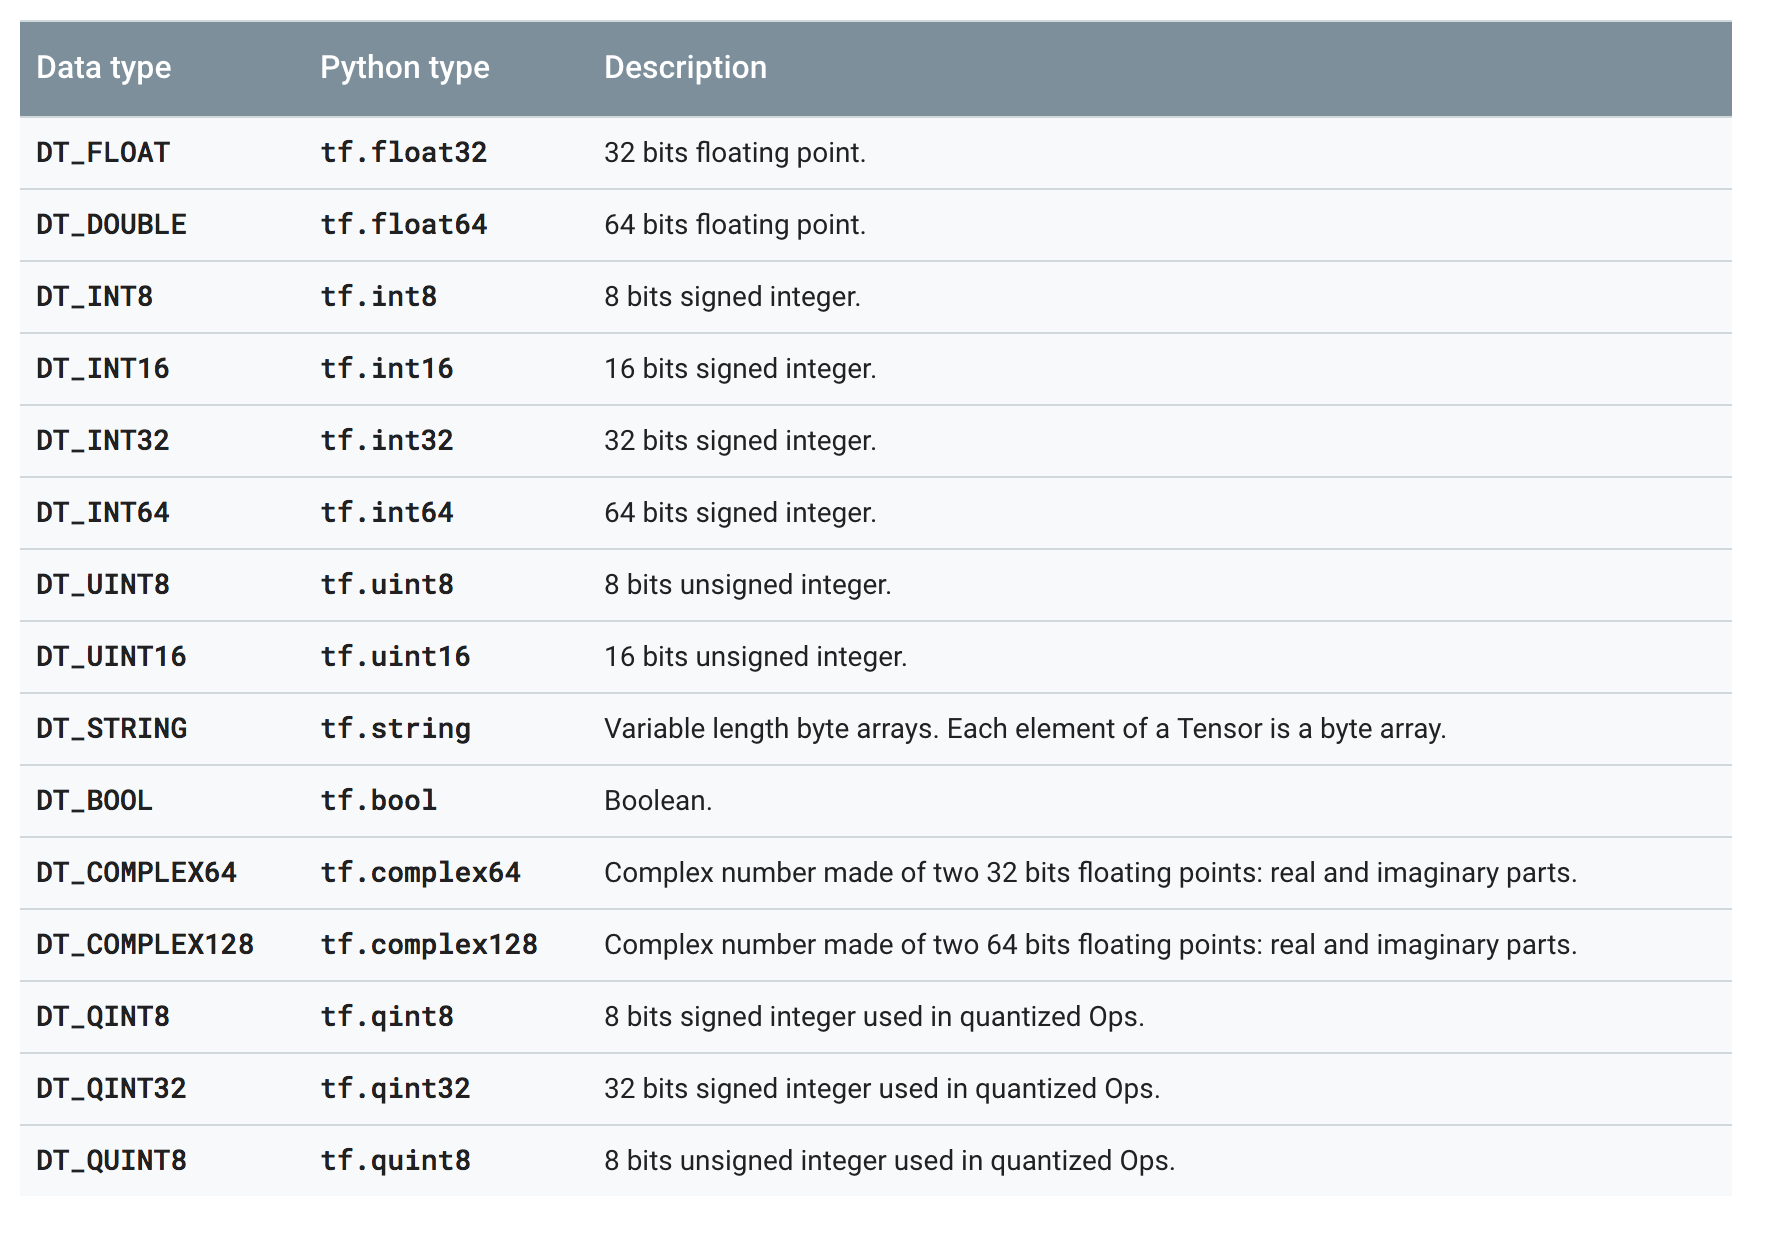 Data type Python type Description
DT_FLOAT tf.float32 32 bits floating point.
DT_DOUBLE tf.float64 64 bits floating point.
DT_INT8 tf.int8 8 bits signed integer.
DT_INT16 tf.int16 16 bits signed integer.
DT_INT32 tf.int32 32 bits signed integer.
DT_INT64 tf.int64 64 bits signed integer.
DT_UINT8 tf.uint8 8 bits unsigned integer.
DT_UINT16 tf.uint16 16 bits unsigned integer.
DT_STRING tf.string Variable length byte arrays. Each element of a Tensor is a byte array.
DT_BOOL tf.bool Boolean.
DT_COMPLEX64 tf.complex64 Complex number made of two 32 bits floating points: real and imaginary parts.
DT_COMPLEX128 tf.complex128 Complex number made of two 64 bits floating points: real and imaginary parts.
DT_QINT8 tf.qint8 8 bits signed integer used in quantized Ops.
DT_QINT32 tf.qint32 32 bits signed integer used in quantized Ops.
DT_QUINT8 tf.quint8 8 bits unsigned integer used in quantized Ops.